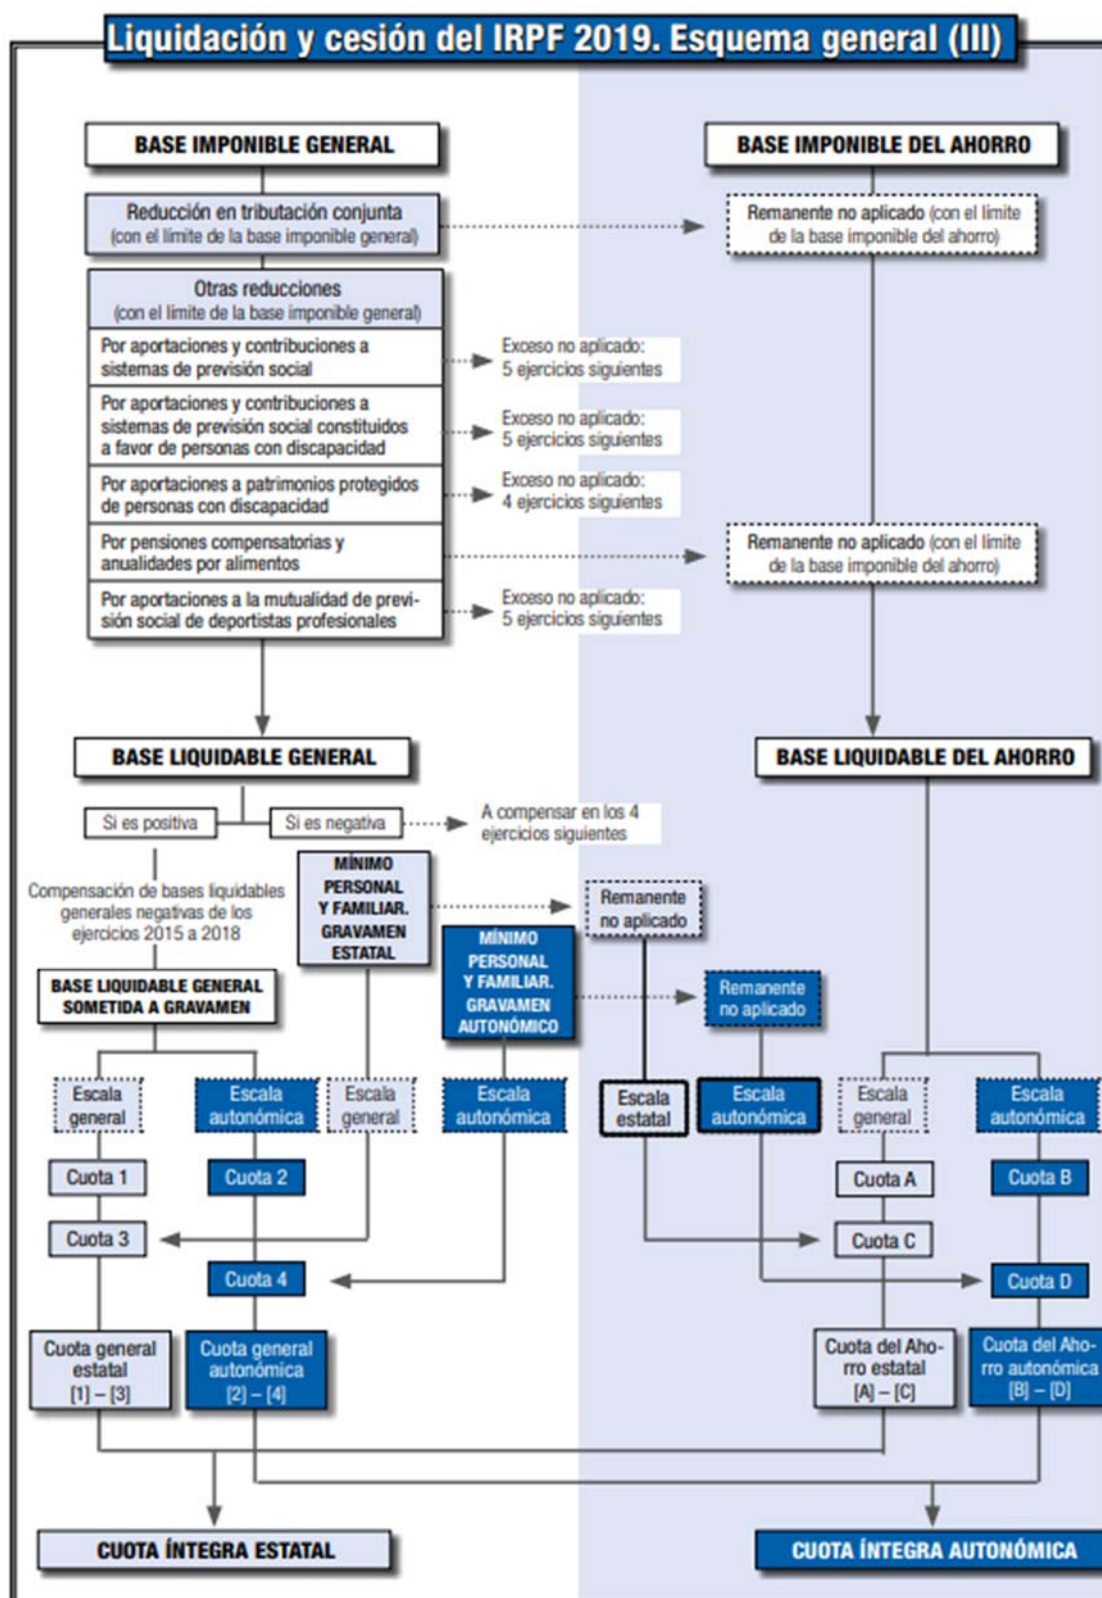 Liquidación y cesión del IRPF 2019. Esquema general (III)
BASE IMPONIBLE GENERAL
BASE IMPONIBLE DEL AHORRO
Reducción en tributación conjunta
(con el límite de la base imponible general)
Remanente no aplicado (con el límite
de la base imponible del ahorro)
Otras reducciones
(con el límite de la base imponible general)
Por aportaciones y contribuciones a
sistemas de previsión social
Exceso no aplicado:
5 ejercicios siguientes
Por aportaciones y contribuciones a
sistemas de previsión social constituidos
a favor de personas con discapacidad
Exceso no aplicado:
5 ejercicios siguientes
Por aportaciones a patrimonios protegidos
de personas con discapacidad
Exceso no aplicado:
4 ejercicios siguientes
Por pensiones compensatorias y
anualidades por alimentos
Remanente no aplicado (con el límite
de la base imponible del ahorro)
Por aportaciones a la mutualidad de previ-
sión social de deportistas profesionales
Exceso no aplicado:
5 ejercicios siguientes
BASE LIQUIDABLE GENERAL
BASE LIQUIDABLE DEL AHORRO
Si es positiva
Si es negativa
A compensar en los 4
ejercicios siguientes
Compensación de bases liquidables
generales negativas de los
ejercicios 2015 a 2018
MÍNIMO
PERSONAL
Y FAMILIAR.
GRAVAMEN
ESTATAL
Remanente
no aplicado
MÍNIMO
PERSONAL
Y FAMILIAR.
GRAVAMEN
AUTONÓMICO
Remanente
no aplicado
BASE LIQUIDABLE GENERAL
SOMETIDA A GRAVAMEN
Escala
general
Escala
autonómica
Escala
general
Escala
autonómica
Escala
estatal
Escala
autonómica
Escala
general
Escala
autonómica
Cuota 1
Cuota 2
Cuota A
Cuota B
Cuota 3
Cuota C
Cuota 4
Cuota D
Cuota general
estatal
[1] – [3]
Cuota general
autonómica
[2] – [4]
Cuota del Aho-
rro estatal
[A] – [C]
Cuota del Aho-
rro autonómica
[B] – [D]
CUOTA ÍNTEGRA ESTATAL
CUOTA ÍNTEGRA AUTONÓMICA